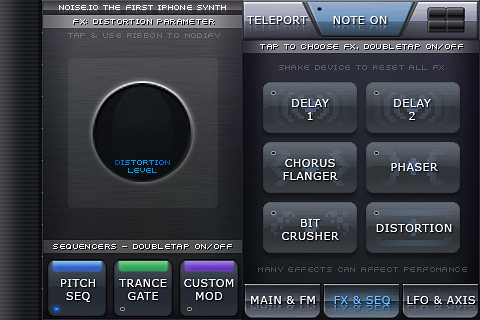 NOISE.IO THE FIRST IPHONE SYNTH
FX: DISTORTION PARAMETER
TAP & USE RIBBON TO MODIFY
DISTORTION
LEVEL
SEQUENCERS - DOUBLETAP ON/OFF
PITCH
SEQ
TRANCE
GATE
CUSTOM
MOD
TELEPORT
NOTE ON
TAP TO CHOOSE FX. DOUBLETAP ON/OFF
SHAKE DEVICE TO RESET ALL FX
DELAY
1
DELAY
2
CHORUS
FLANGER
PHASER
BIT
CRUSHER
DISTORTION
MANY EFFECTS CAN AFFECT PERFOMANCE
MAIN & FM
FX & SEQ
LFO & AXIS